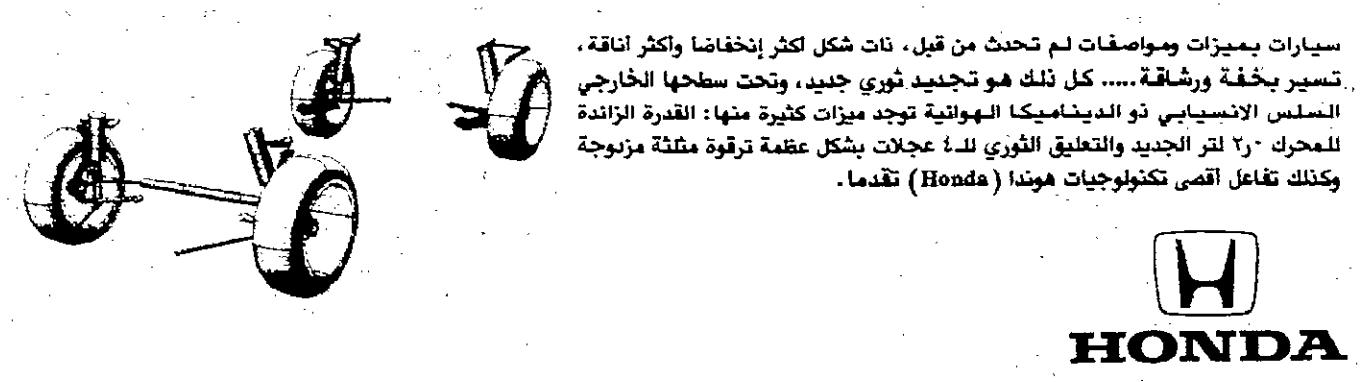 سيارات بميزات ومواصفات لم تحدث من قبل، ذات شكل أكثر إنخفاضاً وأكثر أناقة،
تسير بخفة ورشاقة..... كل ذلك هو تجديد ثوري جديد، وتحت سطحها الخارجي
السلس الانسيابي ذو الديناميكا الهوائية توجد ميزات كثيرة منها: القدرة الزائدة
للمحرك ٢٫٠ لتر الجديد والتعليق الثوري للـ٤ عجلات بشكل عظمة ترقوة مثلثة مزدوجة
وكذلك تفاعل أقصى تكنولوجيات هوندا (Honda) تقدما.
HONDA